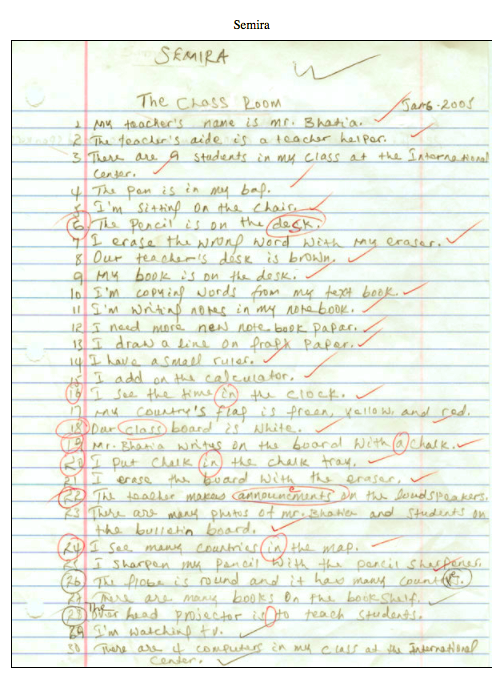 Semira
SEMIRA
The Class Room Jan 6-2005
1 My teacher's name is Mr. Bhatia.
2 The teacher's aide is a teacher helper.
3 There are 9 students in my class at the International
Center.
4 The pen is in my bag.
5 I'm sitting on the chair.
6 The pencil is on the desk.
7 I erase the wrong word with my eraser.
8 Our teacher's desk is brown.
9 My book is on the desk.
10 I'm copying words from my text book.
11 I'm writing notes in my notebook.
12 I need more new notebook papar.
13 I draw a line on graph paper.
14 I have a small ruler.
15 I add on the calculator.
16 I see the time in the clock.
17 My country's flag is green, yellow, and red.
18 Our class board is white.
19 Mr. Bhatia writys on the board with a chalk.
20 I put chalk in the chalk tray.
21 I erase the board with the eraser.
22 The teacher makes announcements on the loudspeakers.
23 There are many photos of Mr. Bhatia and students on
the bulletin board.
24 I see many countries in the map.
25 I sharpen my pencil with the pencil sharpener.
26 The globe is round and it has many
27 There are many books on the bookshelf.
28 The over head projector is to teach students.
29 I'm watching tv.
30 There are 4 computers in my class at the International
Center.